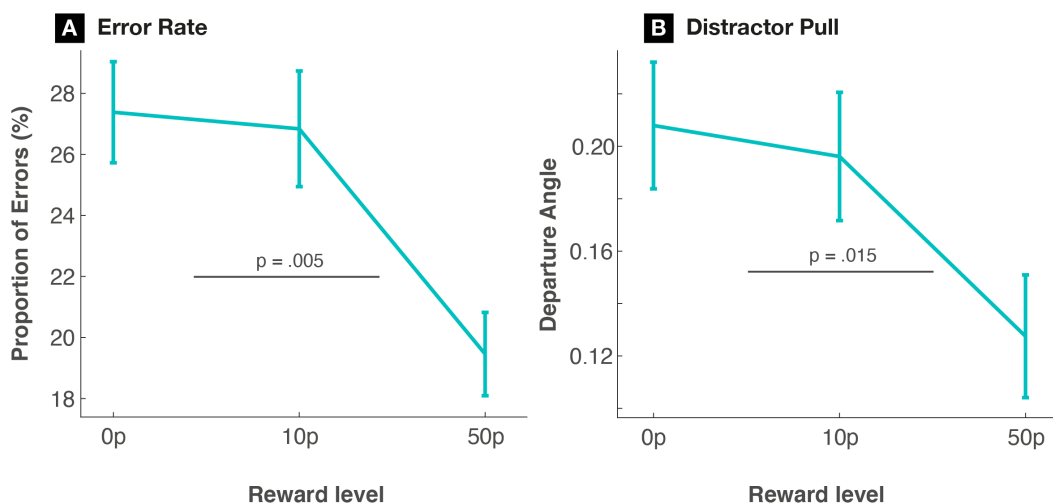 A Error Rate
Proportion of Errors (%)
28
26
24
22
20
18
p = .005
0p 10p 50p
Reward level
B Distractor Pull
Departure Angle
0.20
0.16
0.12
p = .015
0p 10p 50p
Reward level